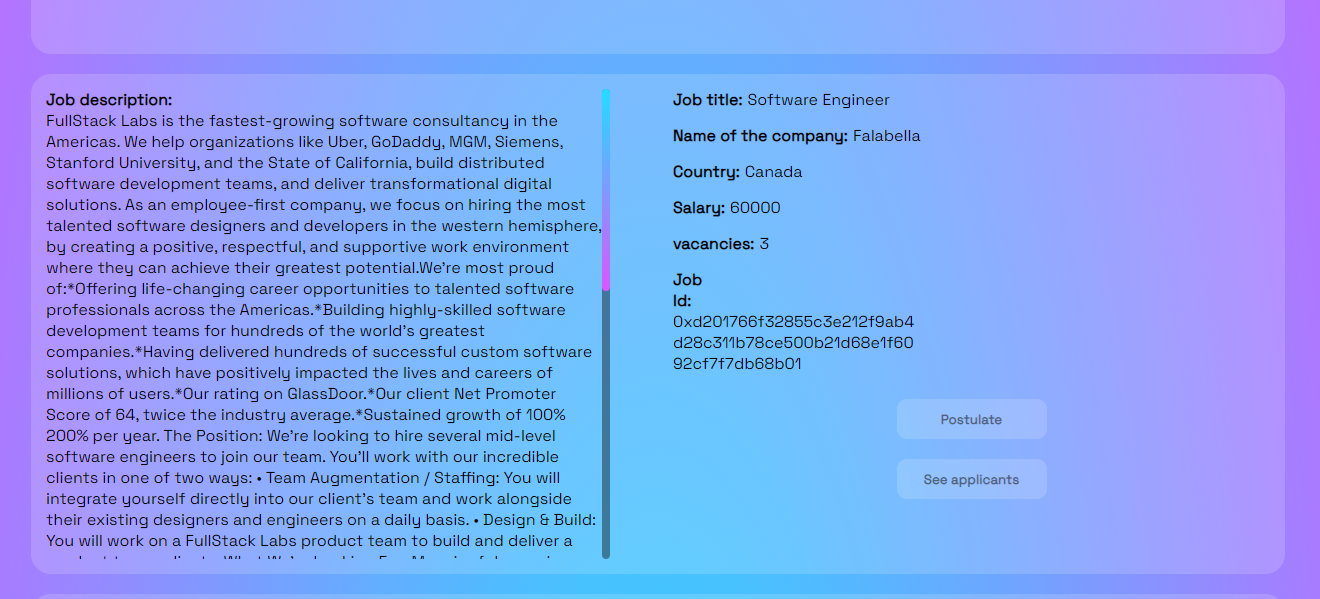 Job description:
FullStack Labs is the fastest-growing software consultancy in the
Americas. We help organizations like Uber, GoDaddy, MGM, Siemens,
Stanford University, and the State of California, build distributed
software development teams, and deliver transformational digital
solutions. As an employee-first company, we focus on hiring the most
talented software designers and developers in the western hemisphere,
by creating a positive, respectful, and supportive work environment
where they can achieve their greatest potential.We're most proud
of:*Offering life-changing career opportunities to talented software
professionals across the Americas.*Building highly-skilled software
development teams for hundreds of the world's greatest
companies.*Having delivered hundreds of successful custom software
solutions, which have positively impacted the lives and careers of
millions of users.*Our rating on GlassDoor.*Our client Net Promoter
Score of 64, twice the industry average.*Sustained growth of 100%
200% per year. The Position: We're looking to hire several mid-level
software engineers to join our team. You'll work with our incredible
clients in one of two ways: • Team Augmentation / Staffing: You will
integrate yourself directly into our client's team and work alongside
their existing designers and engineers on a daily basis. • Design & Build:
You will work on a FullStack Labs product team to build and deliver a
Job title: Software Engineer
Name of the company: Falabella
Country: Canada
Salary: 60000
vacancies: 3
Job
Id:
0xd201766f32855c3e212f9ab4
d28c311b78ce500b21d68e1f60
92cf7f7db68b01
Postulate
See applicants